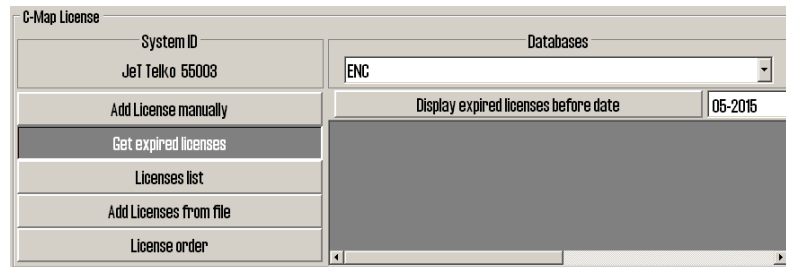 C-Map License
System ID
JeT Telko 55003
Databases
ENC
Add License manually
Display expired licenses before date
05-2015
Get expired licenses
Licenses list
Add Licenses from file
License order